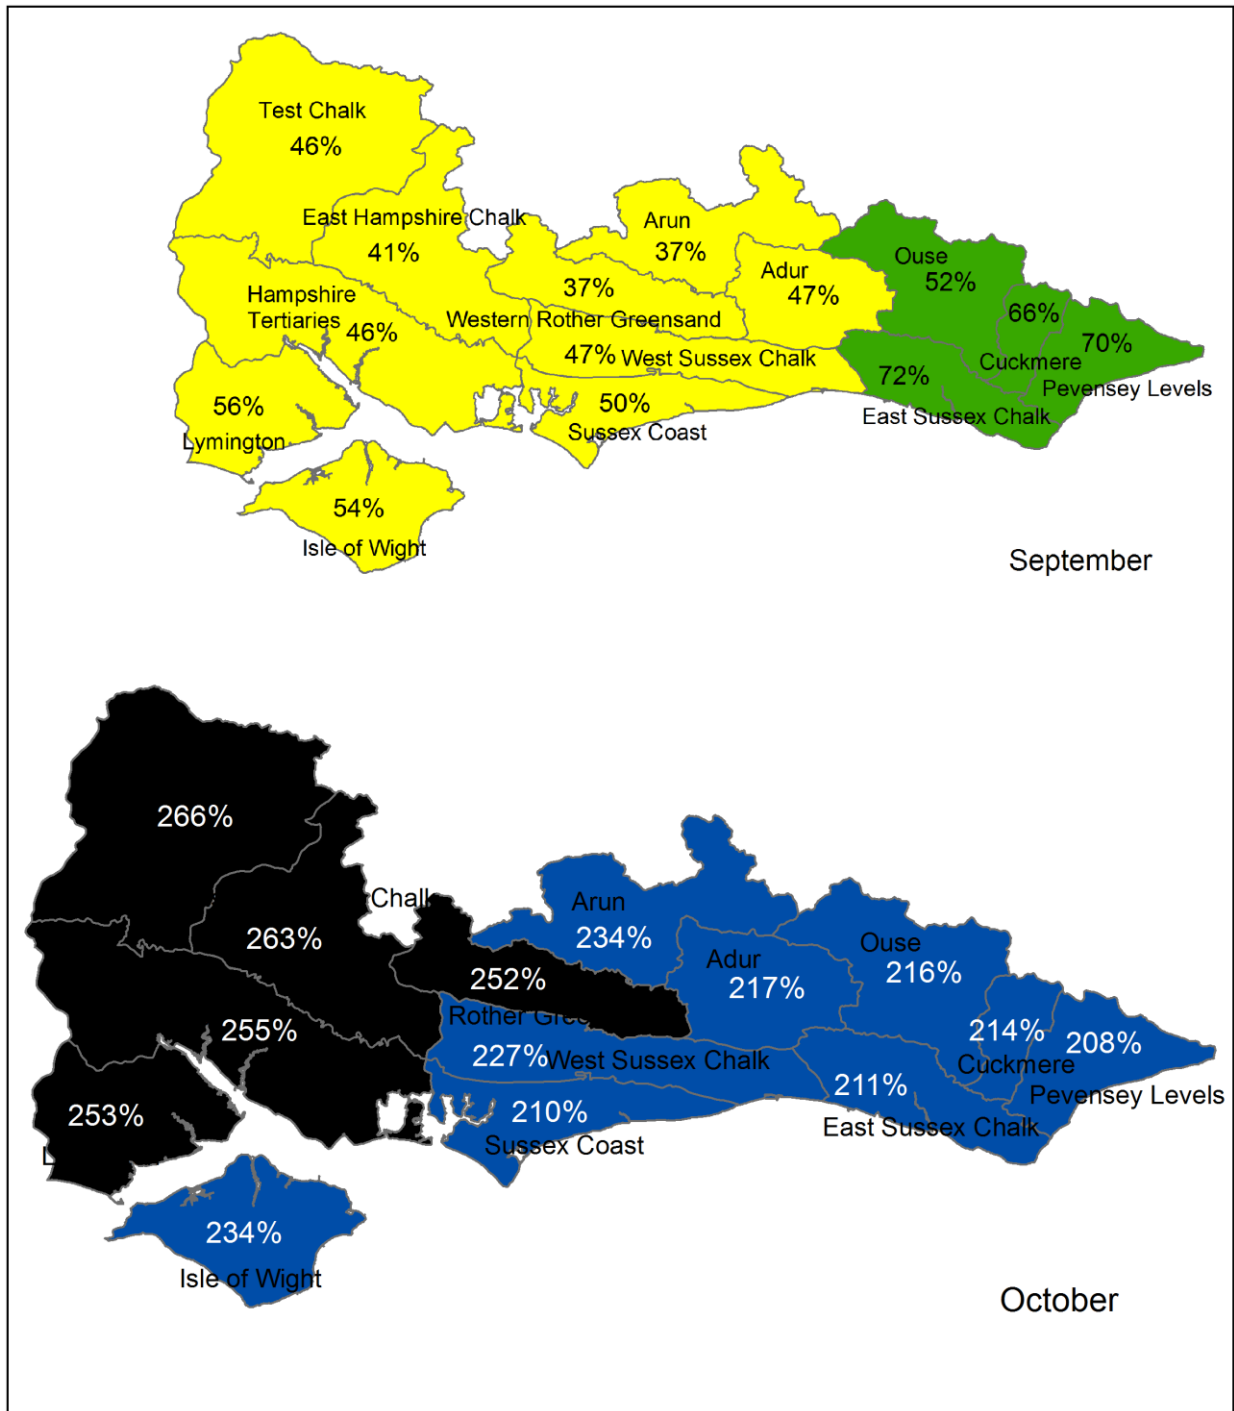 Test Chalk
46%
East Hampshire Chalk
41%
Arun
37%
Adur
47%
Ouse
52%
37%
Western Rother Greensand
Hampshire
Tertiaries
46%
66%
Cuckmere
70%
Pevensey Levels
47%
West Sussex Chalk
72%
East Sussex Chalk
56%
Lymington
50%
Sussex Coast
54%
Isle of Wight
September
266%
Chalk
263%
Arun
234%
Adur
217%
Ouse
216%
252%
Rother Gree
255%
214%
Cuckmere
208%
Pevensey Levels
227%
West Sussex Chalk
211%
East Sussex Chalk
253%
L
210%
Sussex Coast
234%
Isle of Wight
October